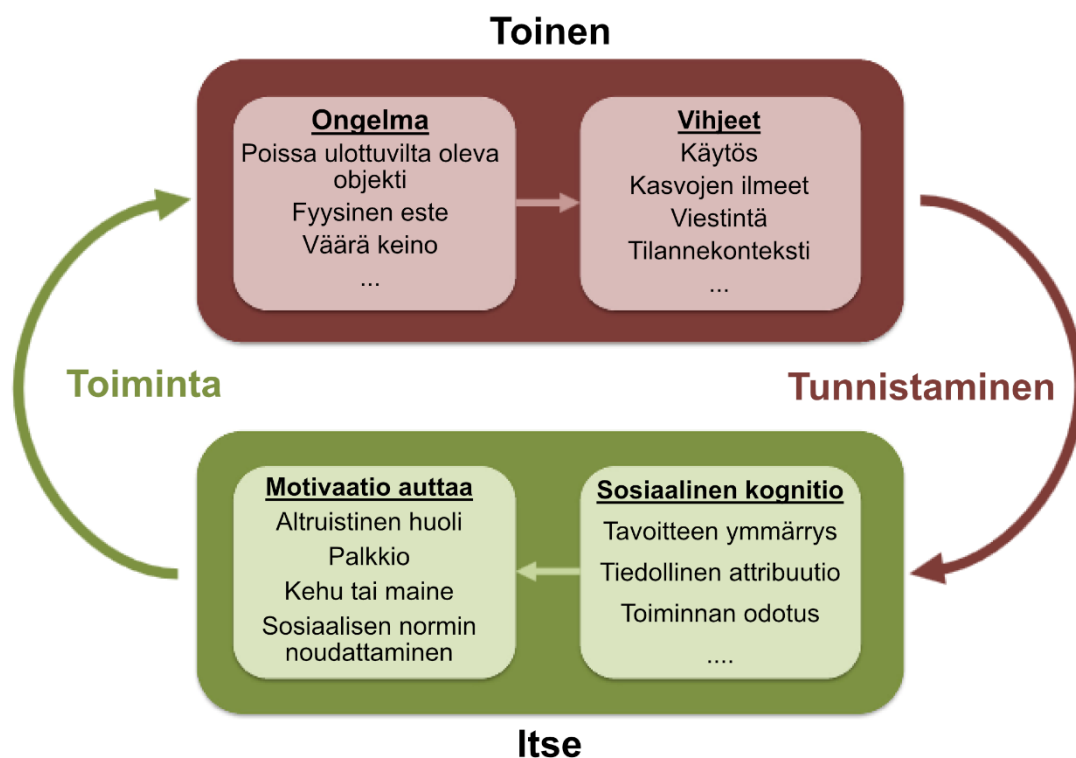 Toinen
Ongelma
Poissa ulottuvilta oleva
objekti
Fyysinen este
Väärä keino
...
Vihjeet
Käytös
Kasvojen ilmeet
Viestintä
Tilannekonteksti
...
Toiminta
Tunnistaminen
Motivaatio auttaa
Altruistinen huoli
Palkkio
Kehu tai maine
Sosiaalisen normin
noudattaminen
Sosiaalinen kognitio
Tavoitteen ymmärrys
Tiedollinen attribuutio
Toiminnan odotus
....
Itse